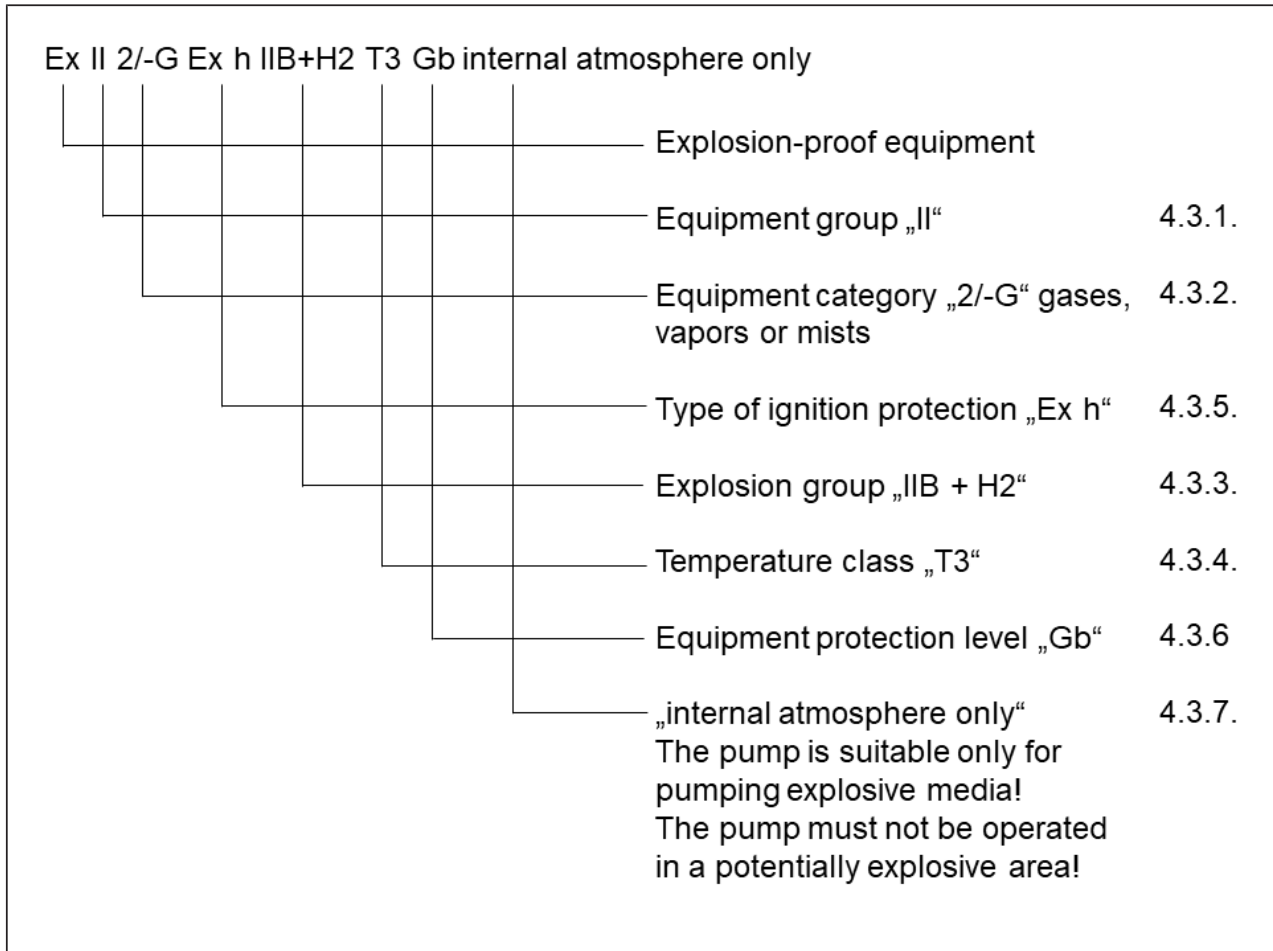 Ex II 2/-G Ex h IIB+H2 T3 Gb internal atmosphere only
Explosion-proof equipment
Equipment group „II“ 4.3.1.
Equipment category „2/-G“ gases, 4.3.2.
vapors or mists
Type of ignition protection „Ex h“ 4.3.5.
Explosion group „IIB + H2“ 4.3.3.
Temperature class „T3“ 4.3.4.
Equipment protection level „Gb“ 4.3.6
„internal atmosphere only“ 4.3.7.
The pump is suitable only for
pumping explosive media!
The pump must not be operated
in a potentially explosive area!